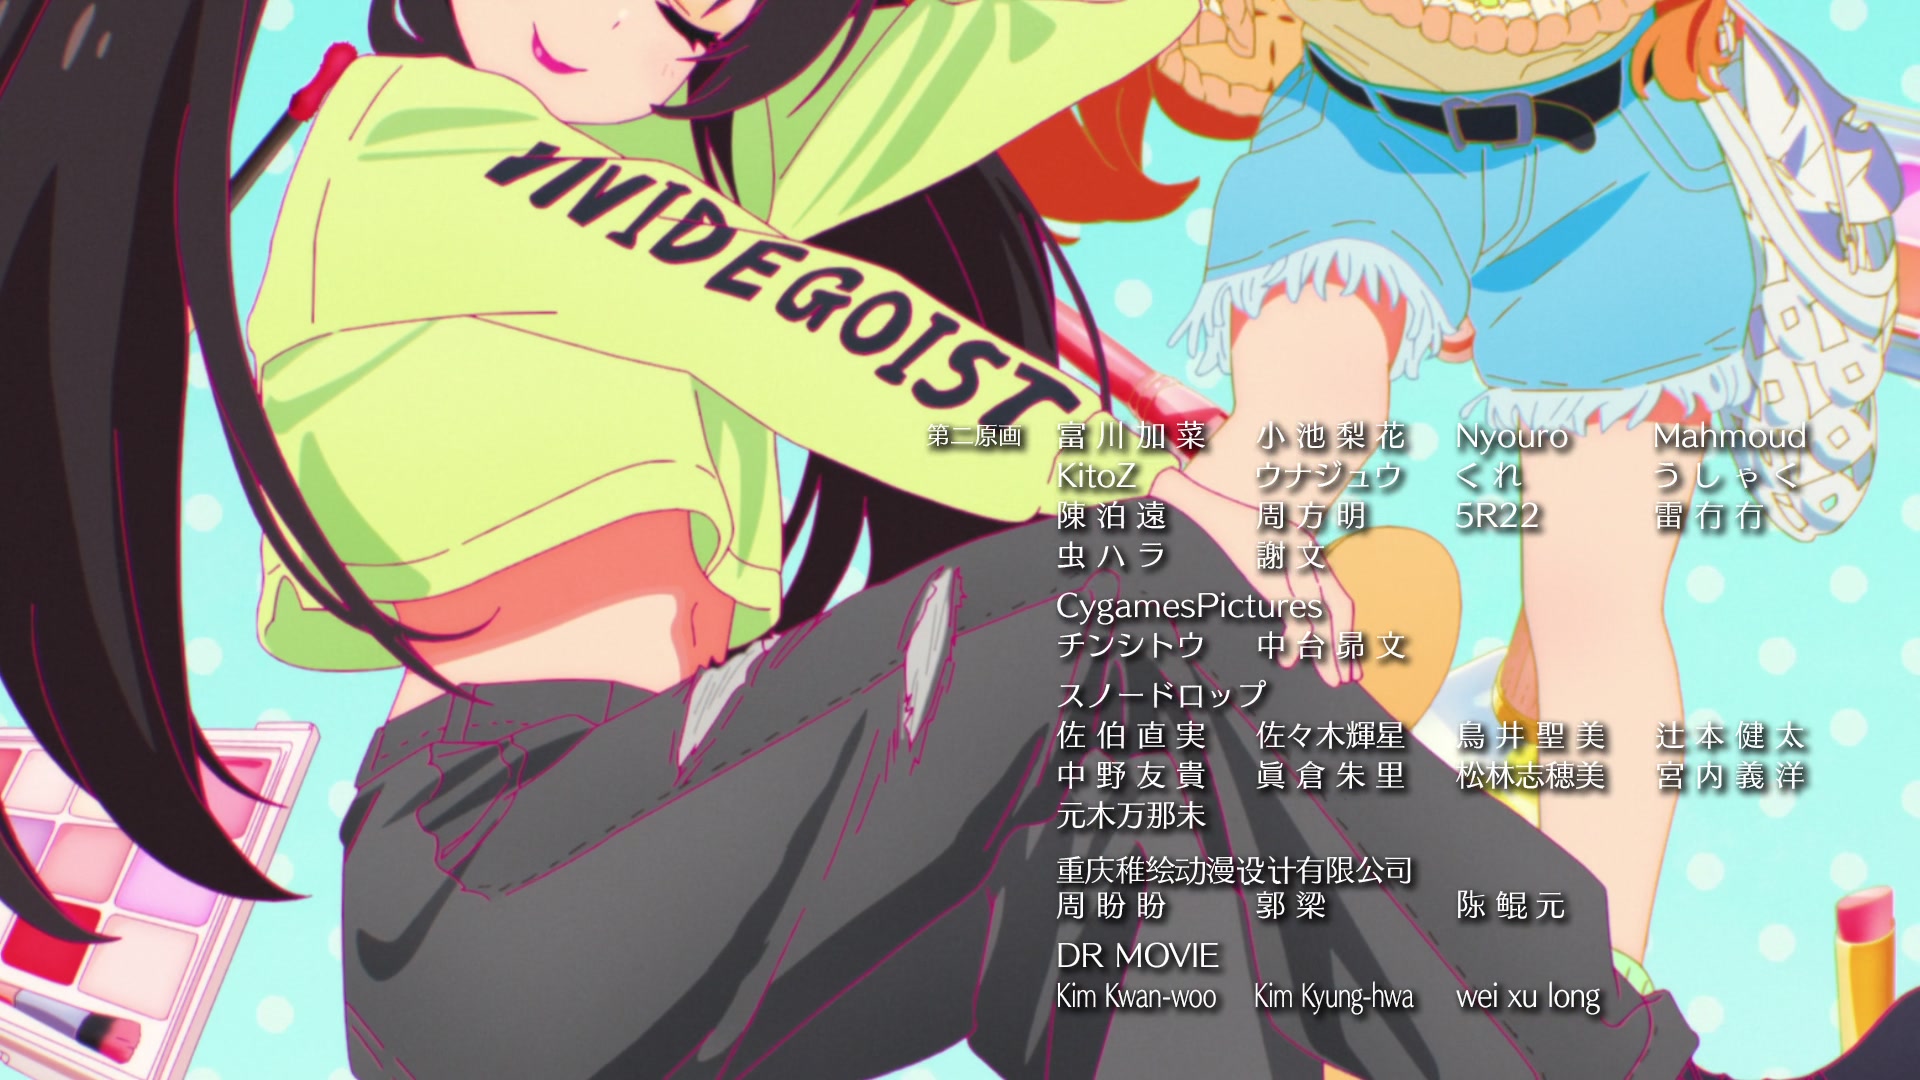 VIVIDEGOIST
第二原画 富川加菜 小池梨花 Nyouro Mahmoud
KitoZ ウナジュウ くれ うしゃく
陳泊遠 周方明 5R22 雷冇冇
虫ハラ 謝文
CygamesPictures
チンシトウ 中台昴文
スノードロップ
佐伯直実 佐々木輝星 鳥井聖美 辻本健太
中野友貴 眞倉朱里 松林志穂美 宮内義洋
元木万那未
重庆稚绘动漫设计有限公司
周盼盼 郭梁 陈鲲元
DR MOVIE
Kim Kwan-woo Kim Kyung-hwa wei xu long